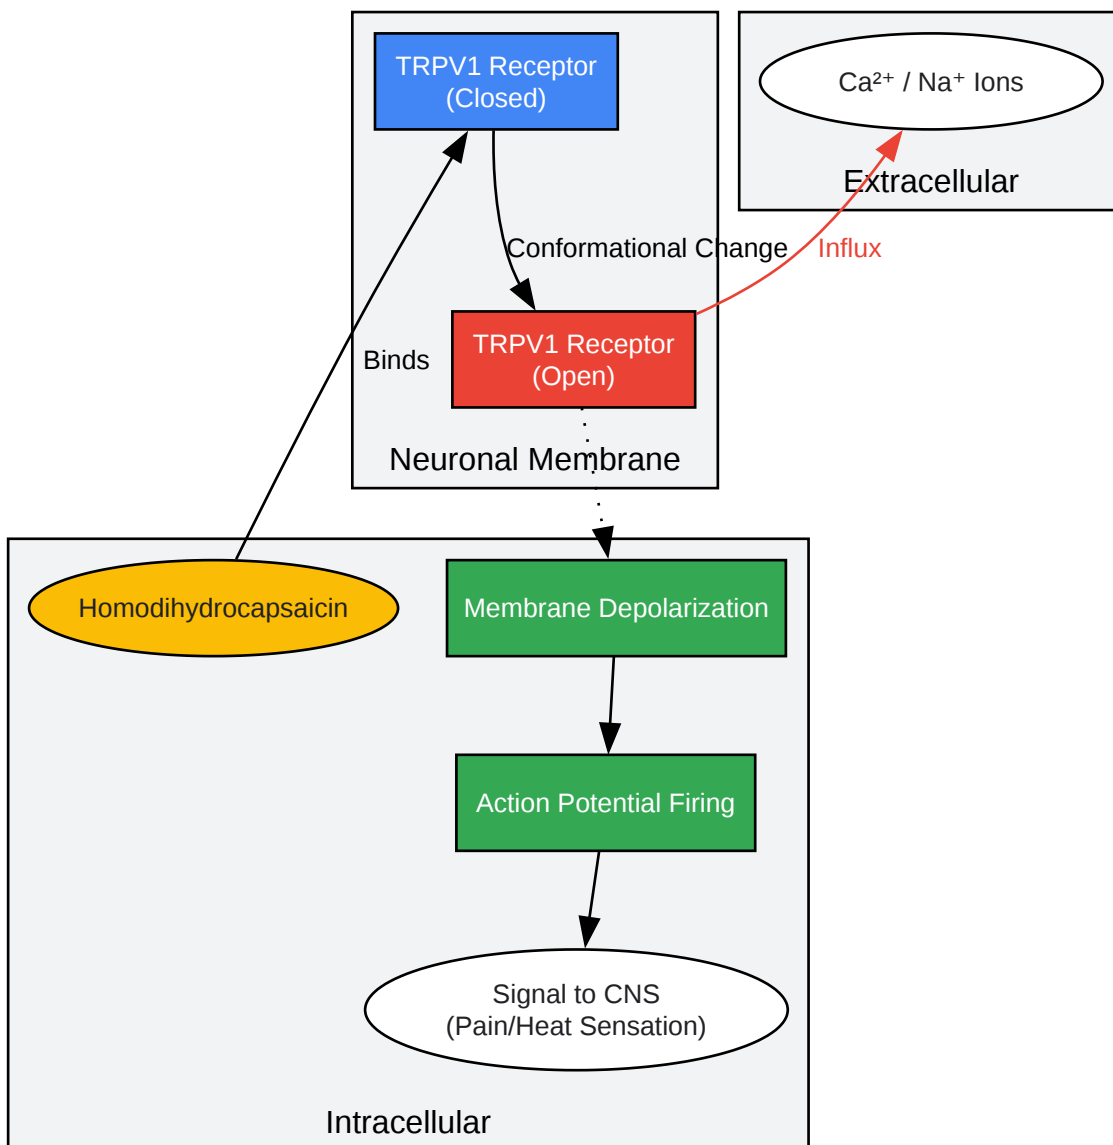 TRPV1 Receptor
(Closed)
Ca²⁺ / Na⁺ Ions
Extracellular
Conformational Change
Influx
TRPV1 Receptor
(Open)
Binds
Neuronal Membrane
Homodihydrocapsaicin
Membrane Depolarization
Action Potential Firing
Signal to CNS
(Pain/Heat Sensation)
Intracellular